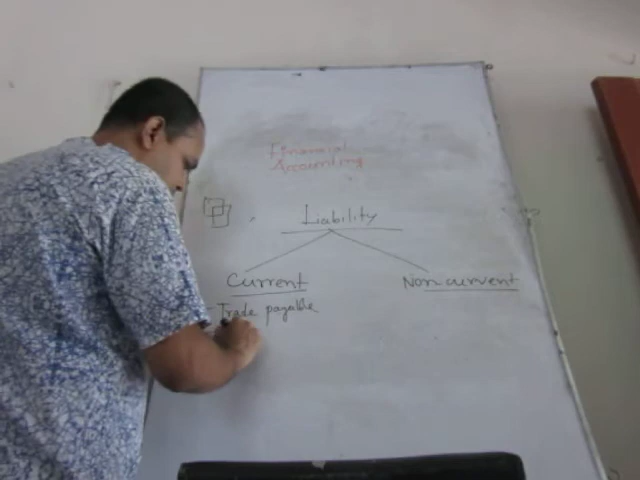 Financial
Accounting
Liability
Current
Non current
Trade payable